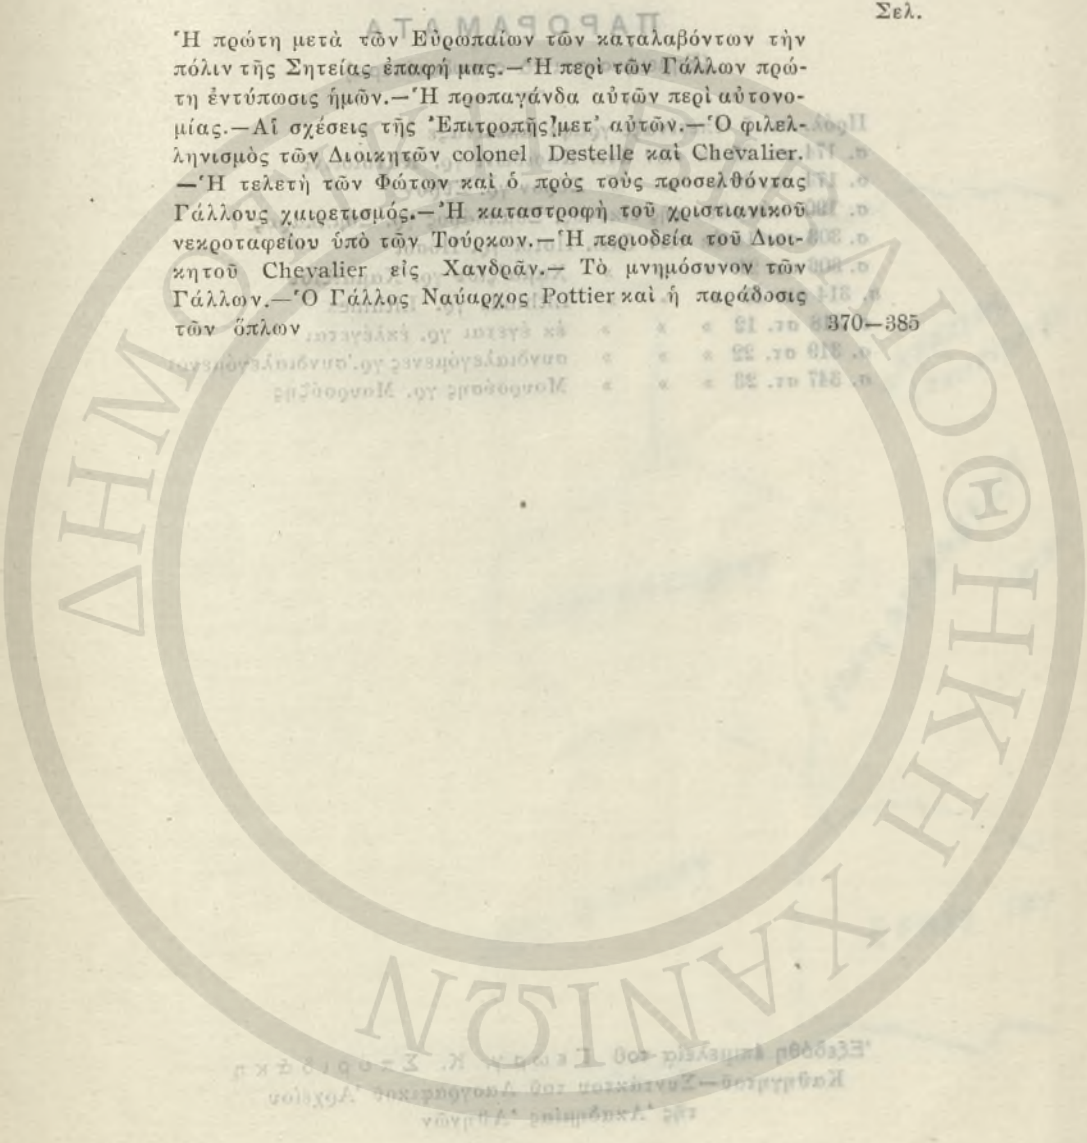 Σελ.
Ἡ πρώτη μετὰ τῶν Εὐρωπαίων τῶν καταλαβόντων τὴν
πόλιν τῆς Σητείας ἐπαφή μας.—Ἡ περὶ τῶν Γάλλων πρώ-
τη ἐντύπωσις ἡμῶν.—Ἡ προπαγάνδα αὐτῶν περὶ αὐτονο-
μίας.—Αἱ σχέσεις τῆς Ἐπιτροπῆς μετ' αὐτῶν.—Ὁ φιλελ-
ληνισμὸς τῶν Διοικητῶν colonel Destelle καὶ Chevalier.
—Ἡ τελετὴ τῶν Φώτων καὶ ὁ πρὸς τοὺς προσελθόντας
Γάλλους χαιρετισμός.—Ἡ καταστροφὴ τοῦ χριστιανικοῦ
νεκροταφείου ὑπὸ τῶν Τούρκων.—Ἡ περιοδεία τοῦ Διοι-
κητοῦ Chevalier εἰς Χανδρᾶν.— Τὸ μνημόσυνον τῶν
Γάλλων.—Ὁ Γάλλος Ναύαρχος Pottier καὶ ἡ παράδοσις
τῶν ὅπλων 370—385
ΔΗΜΟΤΙΚΗ ΒΙΒΛΙΟΘΗΚΗ ΧΑΝΙΩΝ